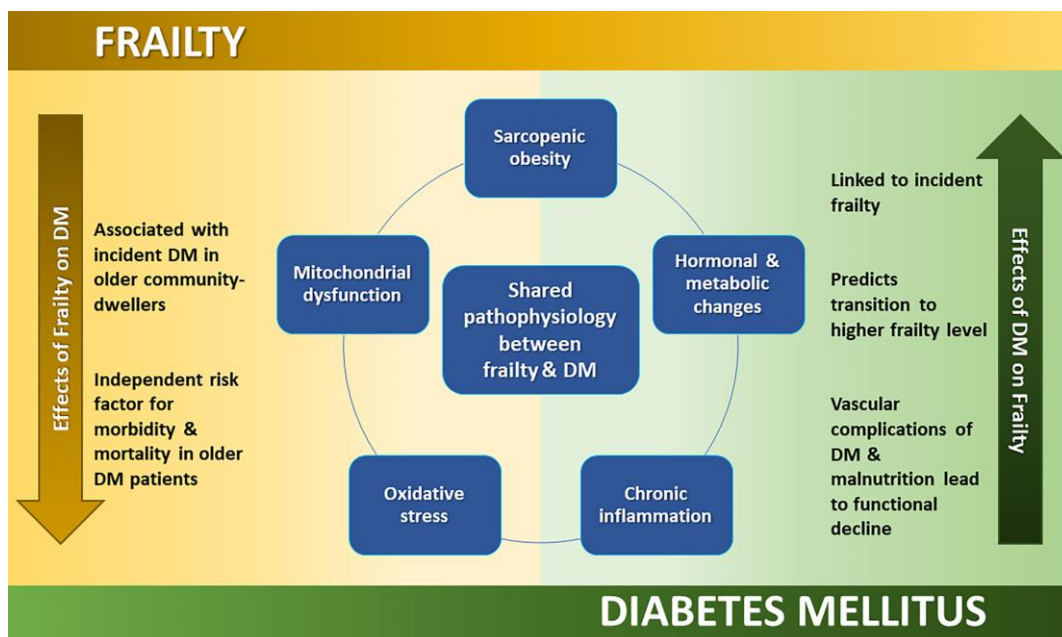 FRAILTY
Effects of Frailty on DM
Associated with
incident DM in
older community-
dwellers
Independent risk
factor for
morbidity &
mortality in older
DM patients
Sarcopenic
obesity
Mitochondrial
dysfunction
Hormonal &
metabolic
changes
Shared
pathophysiology
between
frailty & DM
Oxidative
stress
Chronic
inflammation
Linked to incident
frailty
Predicts
transition to
higher frailty level
Vascular
complications of
DM &
malnutrition lead
to functional
decline
Effects of DM on Frailty
DIABETES MELLITUS